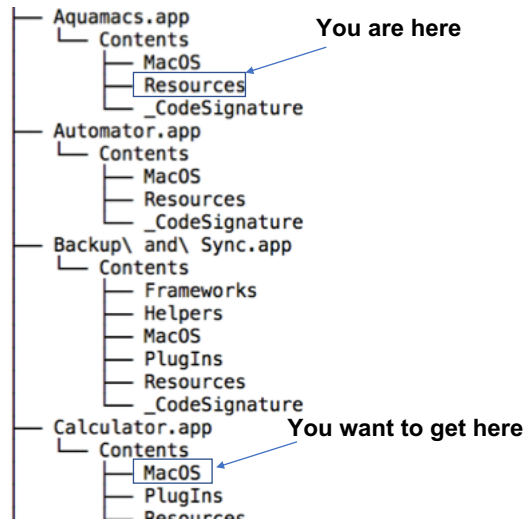 Aquamacs.app
You are here
Contents
MacOS
Resources
_CodeSignature
Automator.app
Contents
MacOS
Resources
_CodeSignature
Backup\ and\ Sync.app
Contents
Frameworks
Helpers
MacOS
PlugIns
Resources
_CodeSignature
Calculator.app
You want to get here
Contents
MacOS
PlugIns
Resources